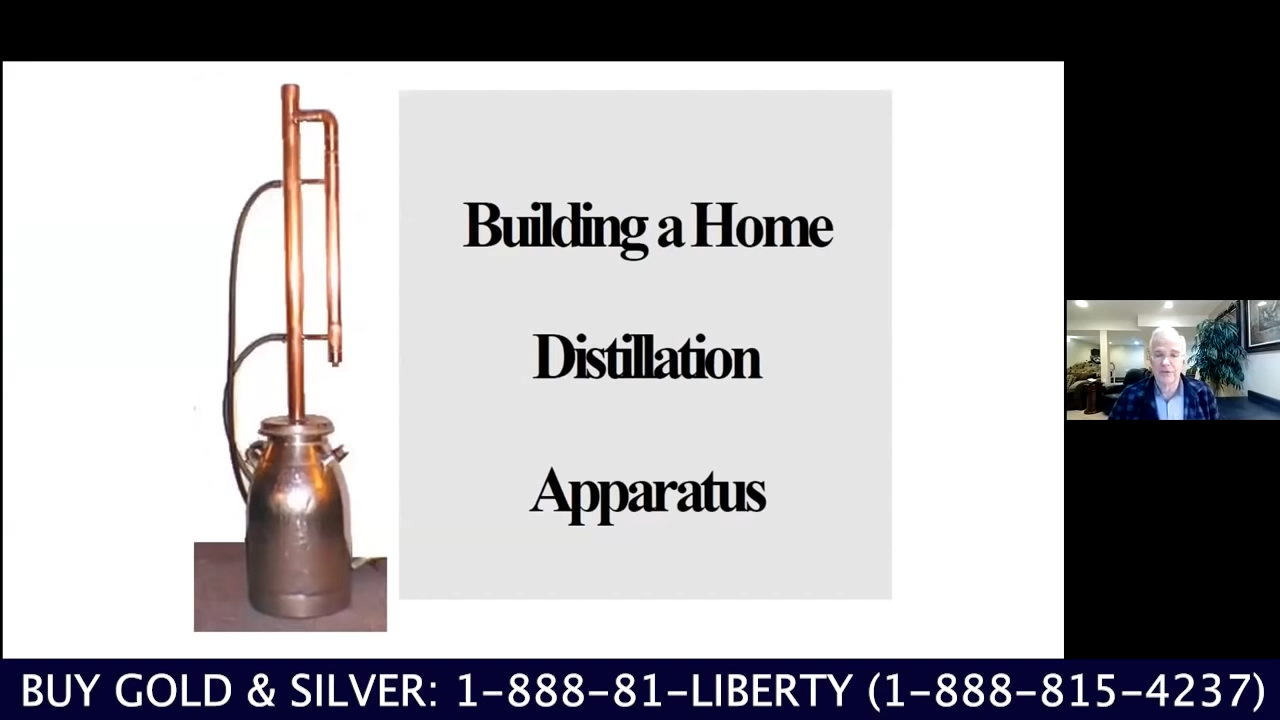 Building a Home
Distillation
Apparatus
BUY GOLD & SILVER: 1-888-81-LIBERTY (1-888-815-4237)